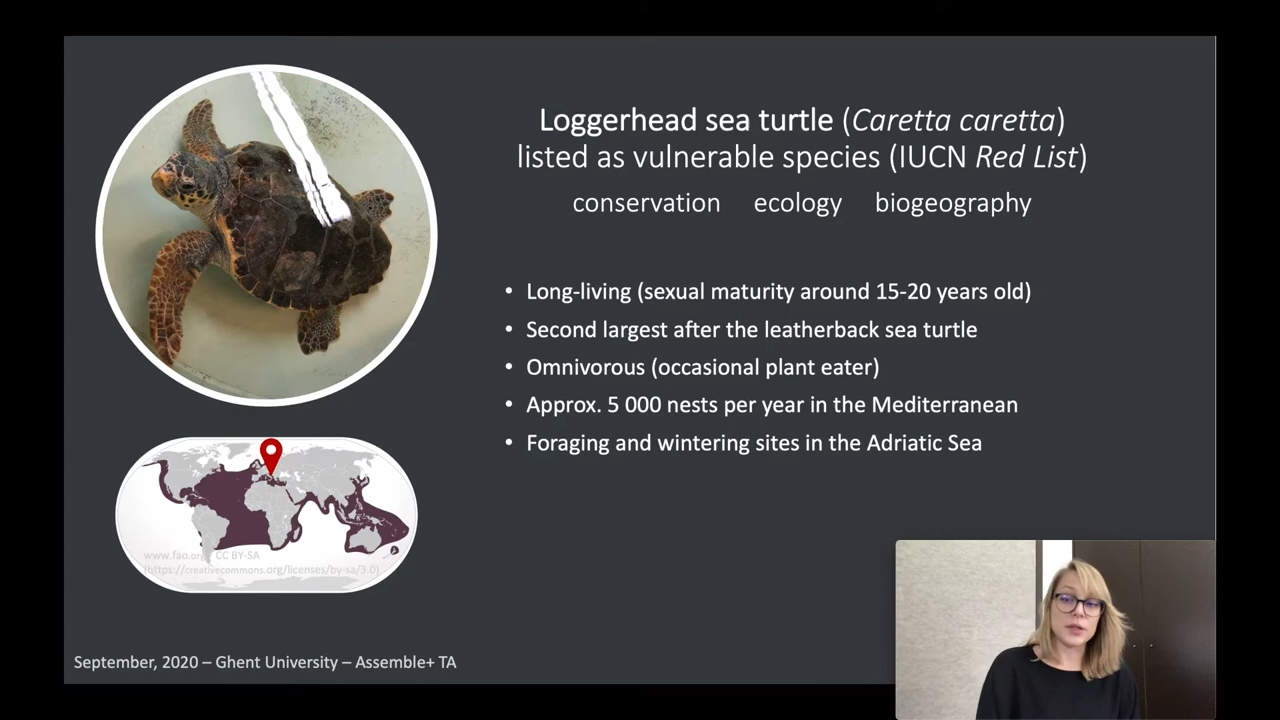 Loggerhead sea turtle (Caretta caretta)
listed as vulnerable species (IUCN Red List)
conservation ecology biogeography
• Long-living (sexual maturity around 15-20 years old)
• Second largest after the leatherback sea turtle
• Omnivorous (occasional plant eater)
• Approx. 5 000 nests per year in the Mediterranean
• Foraging and wintering sites in the Adriatic Sea
www.fao.org/ CC BY-SA
(https://creativecommons.org/licenses/by-sa/3.0)
September, 2020 – Ghent University – Assemble+ TA